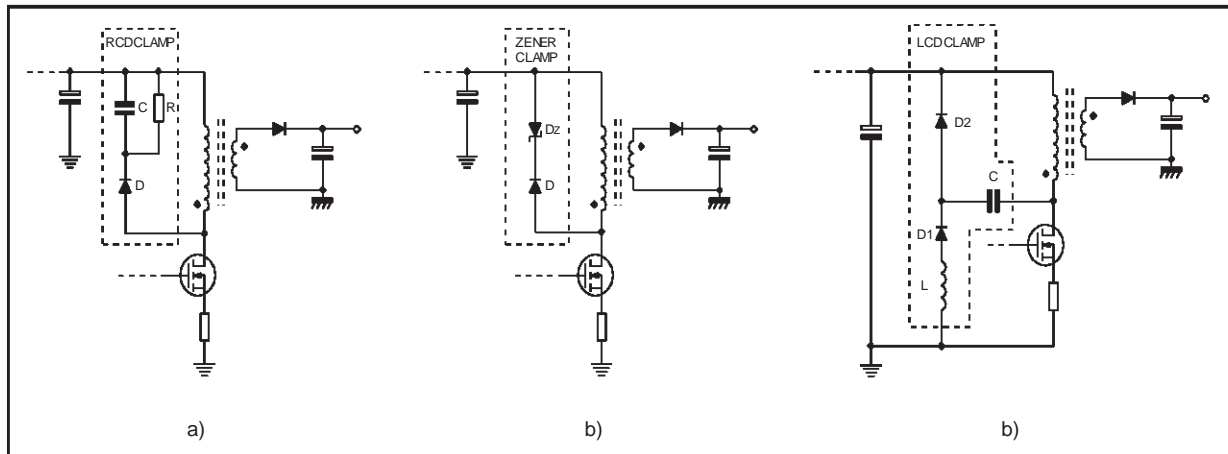 RCDCLAMP
C
R
D
a)
ZENER
CLAMP
Dz
D
b)
LCDCLAMP
D2
C
D1
L
b)